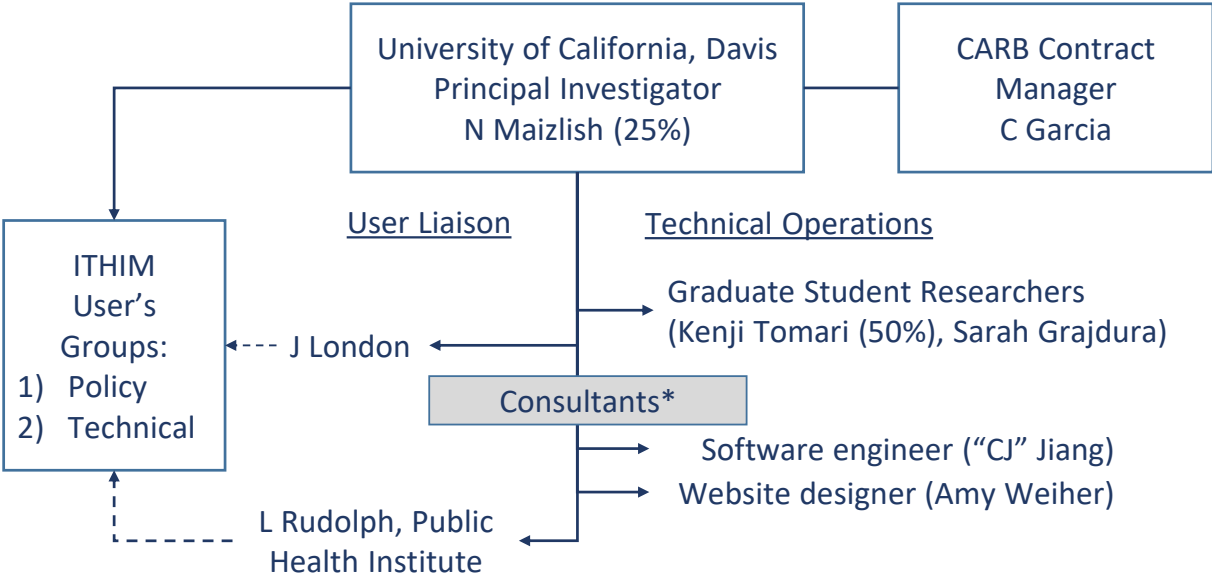 University of California, Davis
Principal Investigator
N Maizlish (25%)
CARB Contract
Manager
C Garcia
User Liaison
Technical Operations
ITHIM
User’s
Groups:
1) Policy
2) Technical
Graduate Student Researchers
(Kenji Tomari (50%), Sarah Grajdura)
J London
Consultants*
Software engineer (“CJ” Jiang)
Website designer (Amy Weiher)
L Rudolph, Public
Health Institute